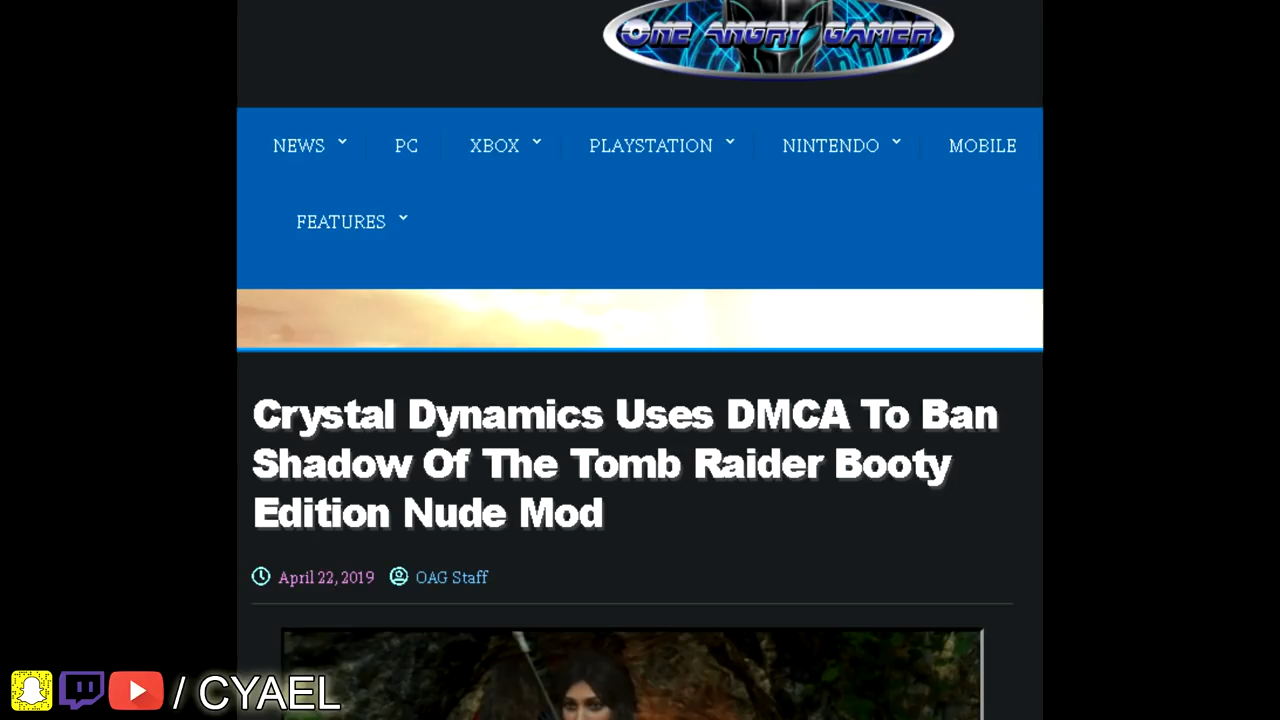 ONE ANGRY GAMER
NEWS PC XBOX PLAYSTATION NINTENDO MOBILE
FEATURES
Crystal Dynamics Uses DMCA To Ban
Shadow Of The Tomb Raider Booty
Edition Nude Mod
April 22, 2019 OAG Staff
/ CYAEL